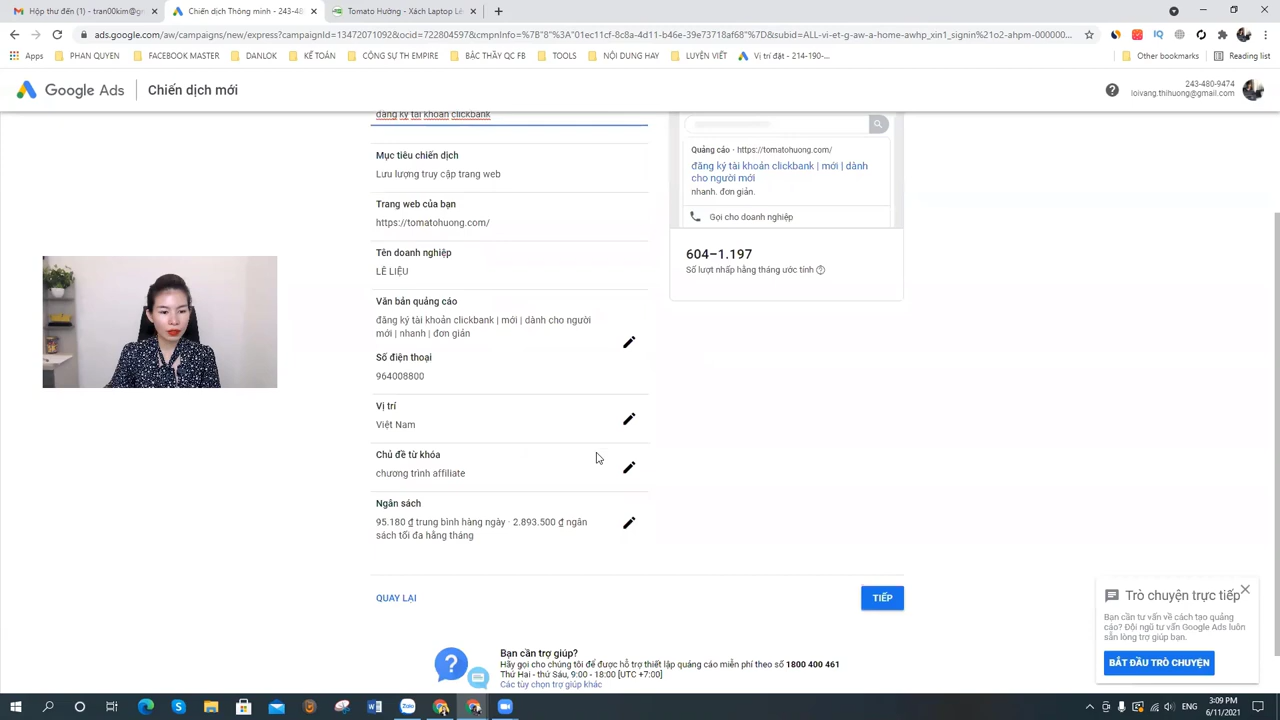 Hộp thư đến (1) - tran00kim@gm
Chiến dịch Thông minh - 243-48
Tomato Hường - Xách Laptop Lê
ads.google.com/aw/campaigns/new/express?campaignId=13472071092&ocid=728204597&cmpnInfo=%7B"8"%3A"01ec11cf-8c8a-4d11-b46e-39e73718af68"%7D&subid=ALL-vi-et-g-aw-a-home-awhp_xin1_signin%21o2-ahpm-000000...
Apps
PHAN QUYEN
FACEBOOK MASTER
DANLOK
KẾ TOÁN
CỘNG SỰ TH EMPIRE
BẬC THẦY QC FB
TOOLS
NỘI DUNG HAY
LUYỆN VIẾT
Vị trí đặt - 214-190-...
Other bookmarks
Reading list
Google Ads
Chiến dịch mới
243-480-9474
loivang.thihuong@gmail.com
đăng ký tài khoản clickbank
Mục tiêu chiến dịch
Lưu lượng truy cập trang web
Trang web của bạn
https://tomatohuong.com/
Tên doanh nghiệp
LÊ LIỆU
Văn bản quảng cáo
đăng ký tài khoản clickbank | mới | dành cho người
mới | nhanh | đơn giản
Số điện thoại
964008800
Vị trí
Việt Nam
Chủ đề từ khóa
chương trình affiliate
Ngân sách
95.180 ₫ trung bình hàng ngày · 2.893.500 ₫ ngân
sách tối đa hằng tháng
Quảng cáo · https://tomatohuong.com/
đăng ký tài khoản clickbank | mới | dành
cho người mới
nhanh. đơn giản.
Gọi cho doanh nghiệp
604–1.197
Số lượt nhấp hằng tháng ước tính
QUAY LẠI
TIẾP
Bạn cần trợ giúp?
Hãy gọi cho chúng tôi để được hỗ trợ thiết lập quảng cáo miễn phí theo số 1800 400 461
Thứ Hai - thứ Sáu, 9:00 - 18:00 [UTC +7:00]
Các tùy chọn trợ giúp khác
Trò chuyện trực tiếp
Bạn cần tư vấn về cách tạo quảng
cáo? Đội ngũ tư vấn Google Ads luôn
sẵn lòng trợ giúp bạn.
BẮT ĐẦU TRÒ CHUYỆN
Zalo
ENG
3:09 PM
6/11/2021